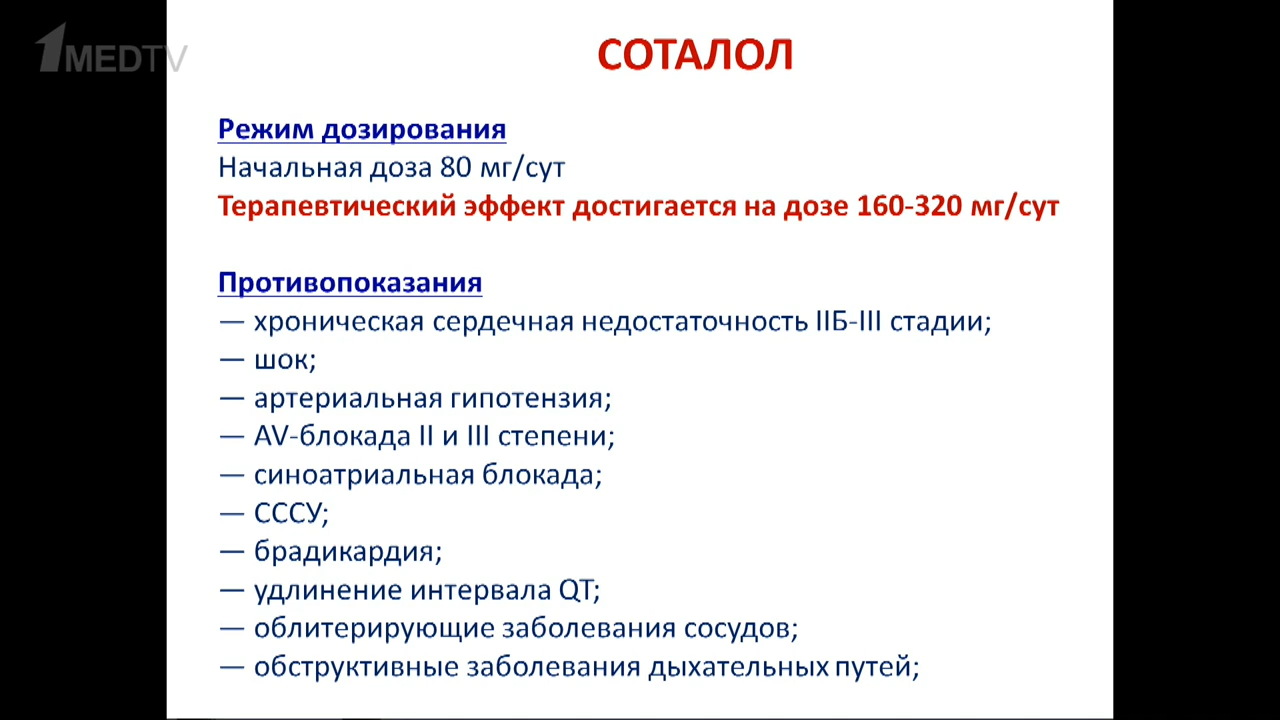 1MEDTV
СОТАЛОЛ
Режим дозирования
Начальная доза 80 мг/сут
Терапевтический эффект достигается на дозе 160-320 мг/сут
Противопоказания
— хроническая сердечная недостаточность IIБ-III стадии;
— шок;
— артериальная гипотензия;
— AV-блокада II и III степени;
— синоатриальная блокада;
— СССУ;
— брадикардия;
— удлинение интервала QT;
— облитерирующие заболевания сосудов;
— обструктивные заболевания дыхательных путей;